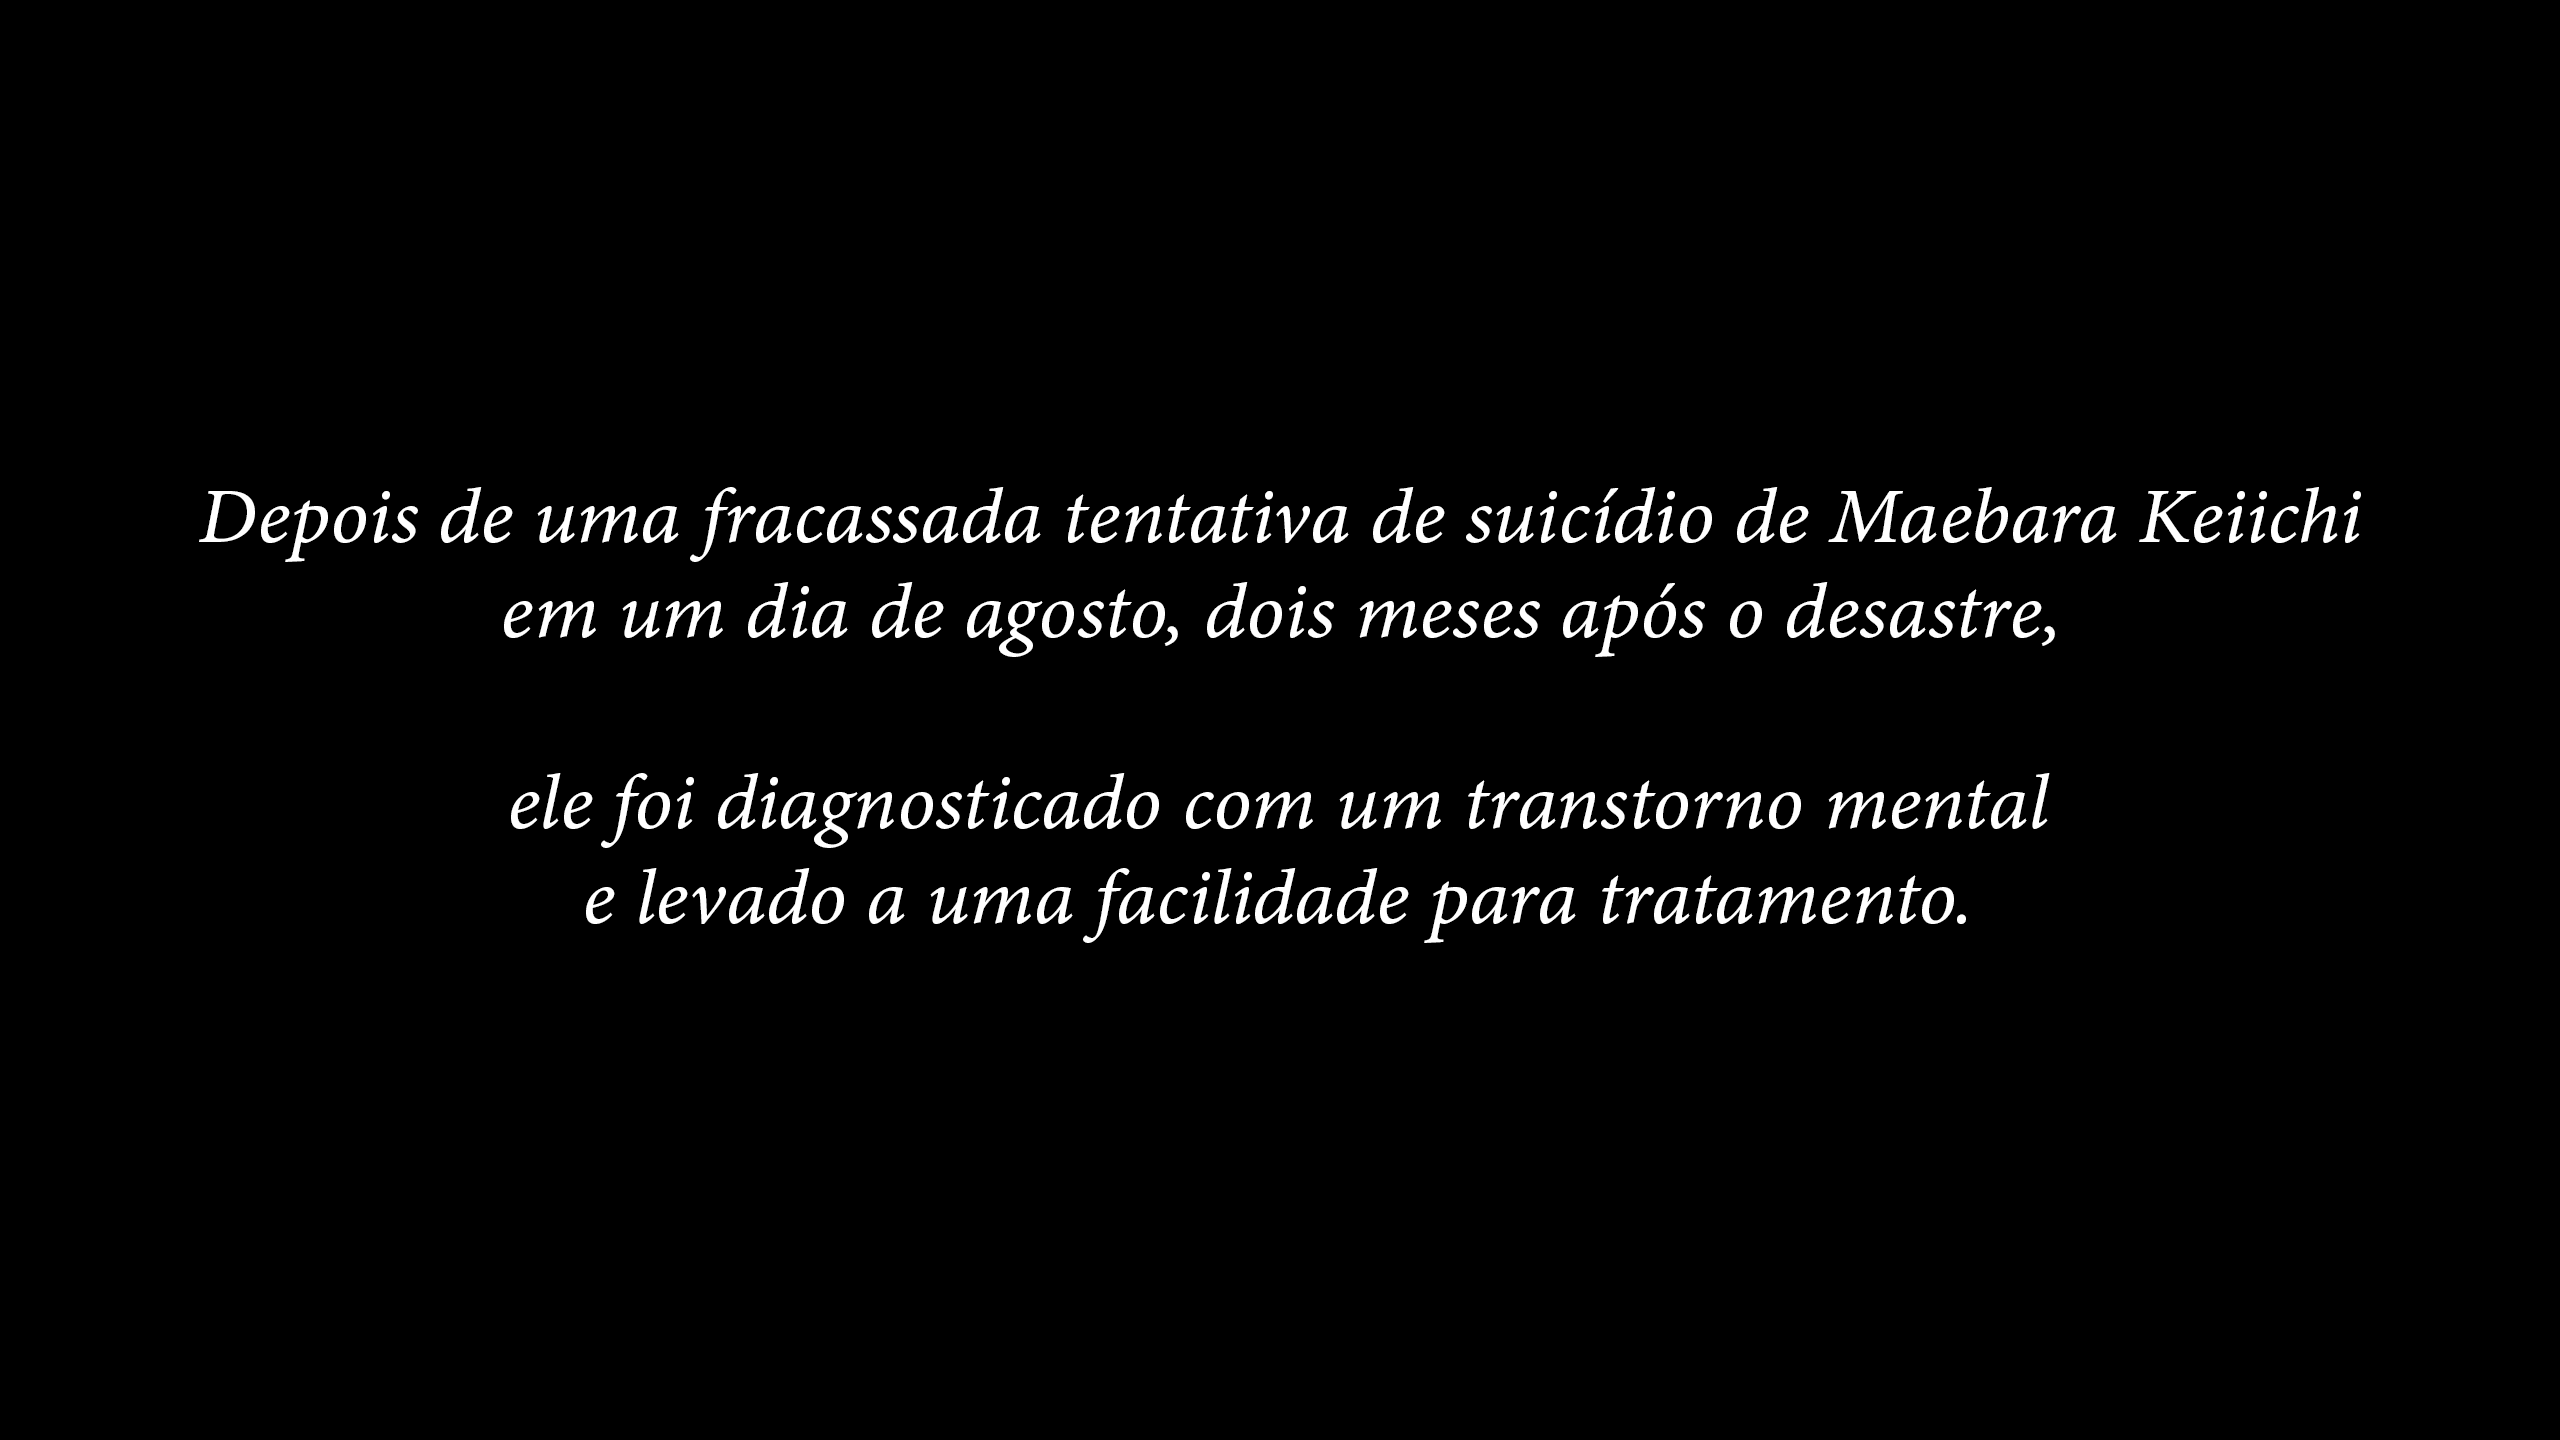 Depois de uma fracassada tentativa de suicídio de Maebara Keiichi
em um dia de agosto, dois meses após o desastre,
ele foi diagnosticado com um transtorno mental
e levado a uma facilidade para tratamento.